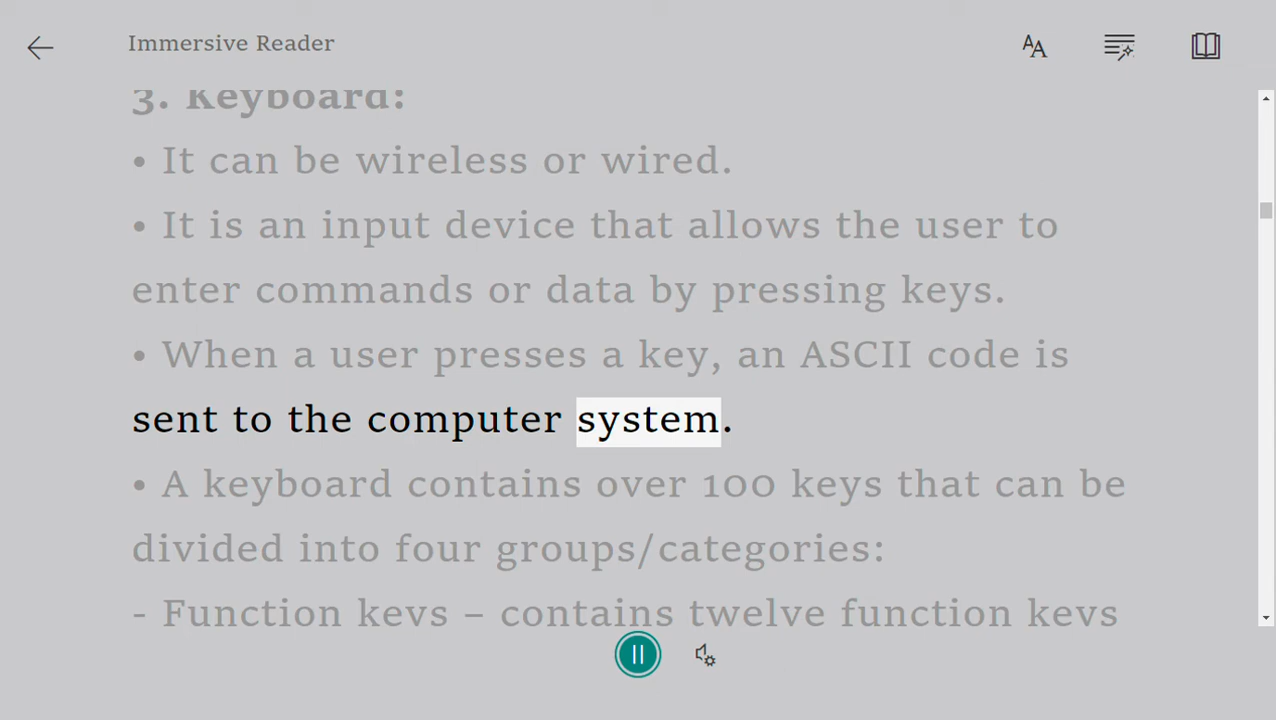 Immersive Reader
3. Keyboard:
• It can be wireless or wired.
• It is an input device that allows the user to
enter commands or data by pressing keys.
• When a user presses a key, an ASCII code is
sent to the computer system.
• A keyboard contains over 100 keys that can be
divided into four groups/categories:
- Function keys – contains twelve function keys